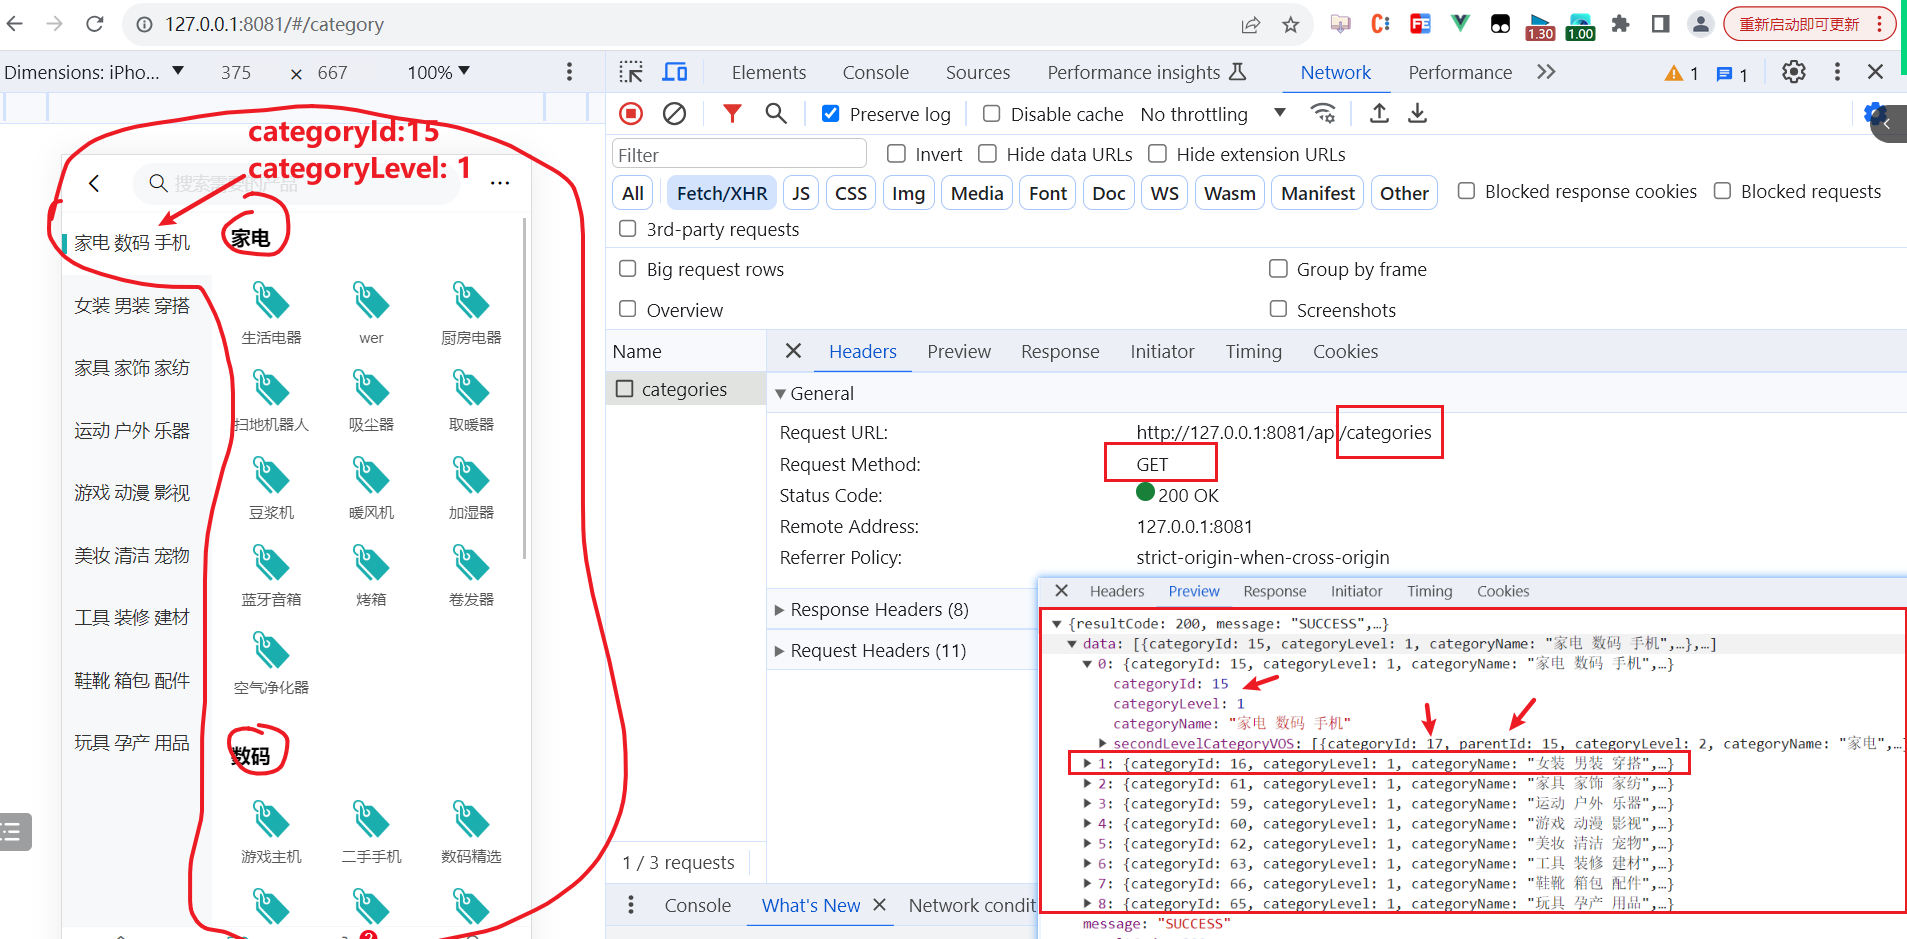 127.0.0.1:8081/#/category
1.30
1.00
重新启动即可更新
Dimensions: iPho...
375
×
667
100%
Elements
Console
Sources
Performance insights
Network
Performance
1
1
Preserve log
Disable cache
No throttling
Filter
Invert
Hide data URLs
Hide extension URLs
All
Fetch/XHR
JS
CSS
Img
Media
Font
Doc
WS
Wasm
Manifest
Other
Blocked response cookies
Blocked requests
3rd-party requests
Big request rows
Group by frame
Overview
Screenshots
categoryId:15
categoryLevel: 1
家电 数码 手机
女装 男装 穿搭
家具 家饰 家纺
运动 户外 乐器
游戏 动漫 影视
美妆 清洁 宠物
工具 装修 建材
鞋靴 箱包 配件
玩具 孕产 用品
家电
生活电器
wer
厨房电器
扫地机器人
吸尘器
取暖器
豆浆机
暖风机
加湿器
蓝牙音箱
烤箱
卷发器
空气净化器
数码
游戏主机
二手手机
数码精选
2
Name
categories
1 / 3 requests
Headers
Preview
Response
Initiator
Timing
Cookies
General
Request URL:
http://127.0.0.1:8081/api/categories
Request Method:
GET
Status Code:
200 OK
Remote Address:
127.0.0.1:8081
Referrer Policy:
strict-origin-when-cross-origin
Response Headers (8)
Request Headers (11)
Headers
Preview
Response
Initiator
Timing
Cookies
{resultCode: 200, message: "SUCCESS",…}
data: [{categoryId: 15, categoryLevel: 1, categoryName: "家电 数码 手机",…},…]
0: {categoryId: 15, categoryLevel: 1, categoryName: "家电 数码 手机",…}
categoryId: 15
categoryLevel: 1
categoryName: "家电 数码 手机"
secondLevelCategoryVOS: [{categoryId: 17, parentId: 15, categoryLevel: 2, categoryName: "家电",…
1: {categoryId: 16, categoryLevel: 1, categoryName: "女装 男装 穿搭",…}
2: {categoryId: 61, categoryLevel: 1, categoryName: "家具 家饰 家纺",…}
3: {categoryId: 59, categoryLevel: 1, categoryName: "运动 户外 乐器",…}
4: {categoryId: 60, categoryLevel: 1, categoryName: "游戏 动漫 影视",…}
5: {categoryId: 62, categoryLevel: 1, categoryName: "美妆 清洁 宠物",…}
6: {categoryId: 63, categoryLevel: 1, categoryName: "工具 装修 建材",…}
7: {categoryId: 66, categoryLevel: 1, categoryName: "鞋靴 箱包 配件",…}
8: {categoryId: 65, categoryLevel: 1, categoryName: "玩具 孕产 用品",…}
message: "SUCCESS"
Console
What's New
Network condit